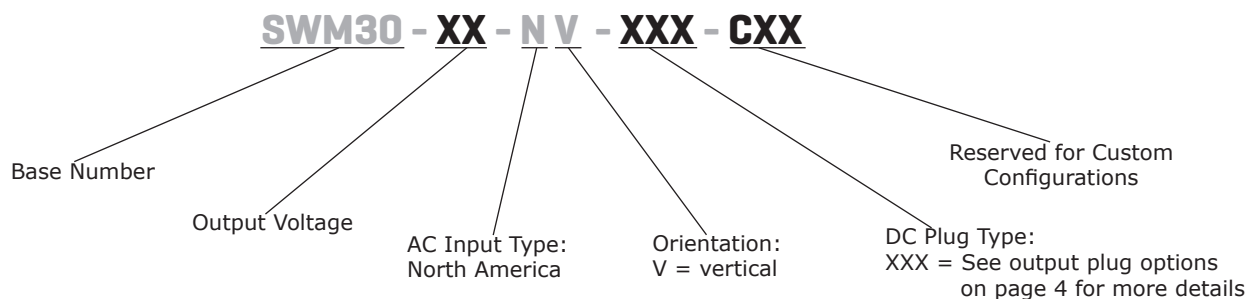 SWM30 - XX - N V - XXX - CXX
Base Number
Output Voltage
AC Input Type:
North America
Orientation:
V = vertical
DC Plug Type:
XXX = See output plug options
on page 4 for more details
Reserved for Custom
Configurations